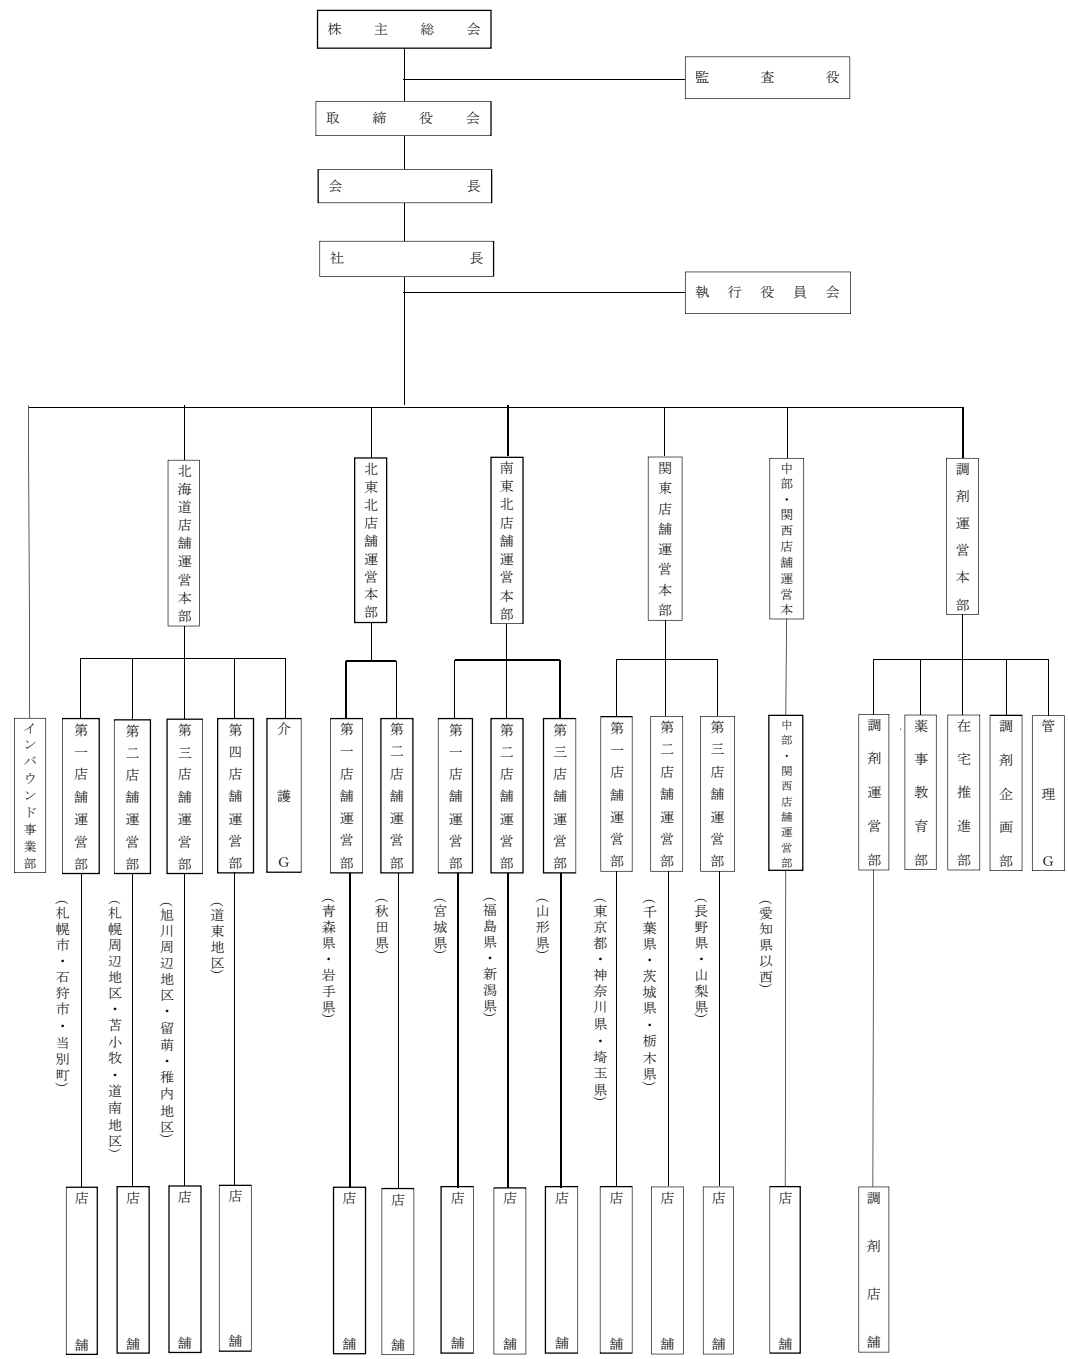 株主総会
監査役
取締役会
会長
社長
執行役員会
北海道店舗運営本部
北東北店舗運営本部
南東北店舗運営本部
関東店舗運営本部
中部・関西店舗運営本
調剤運営本部
インバウンド事業部
第一店舗運営部
第二店舗運営部
第三店舗運営部
第四店舗運営部
介護G
第一店舗運営部
第二店舗運営部
第一店舗運営部
第二店舗運営部
第三店舗運営部
第一店舗運営部
第二店舗運営部
第三店舗運営部
中部・関西店舗運営部
調剤運営部
薬事教育部
在宅推進部
調剤企画部
管理G
(札幌市・石狩市・当別町)
(札幌周辺地区・苫小牧・道南地区)
(旭川周辺地区・留萌・稚内地区)
(道東地区)
(青森県・岩手県)
(秋田県)
(宮城県)
(福島県・新潟県)
(山形県)
(東京都・神奈川県・埼玉県)
(千葉県・茨城県・栃木県)
(長野県・山梨県)
(愛知県以西)
店舗
店舗
店舗
店舗
店舗
店舗
店舗
店舗
店舗
店舗
店舗
店舗
店舗
調剤店舗